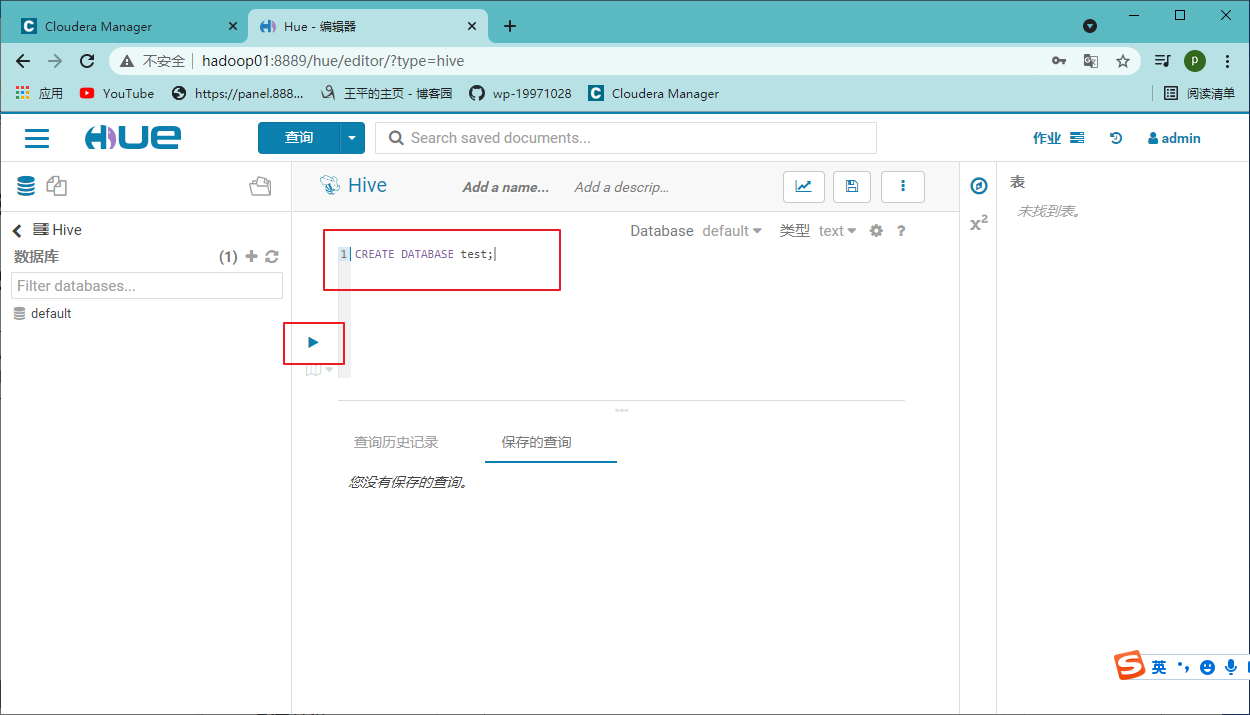 Cloudera Manager
Hue - 编辑器
不安全 hadoop01:8889/hue/editor/?type=hive
P
应用 YouTube https://panel.888... 王平的主页 - 博客园 wp-19971028 Cloudera Manager 阅读清单
HUE 查询 Search saved documents... 作业 admin
Hive Add a name... Add a descrip... 表
Hive Database default 类型 text ? x² 未找到表。
数据库 (1)
1 CREATE DATABASE test;
Filter databases...
default
查询历史记录 保存的查询
您没有保存的查询。
S 英